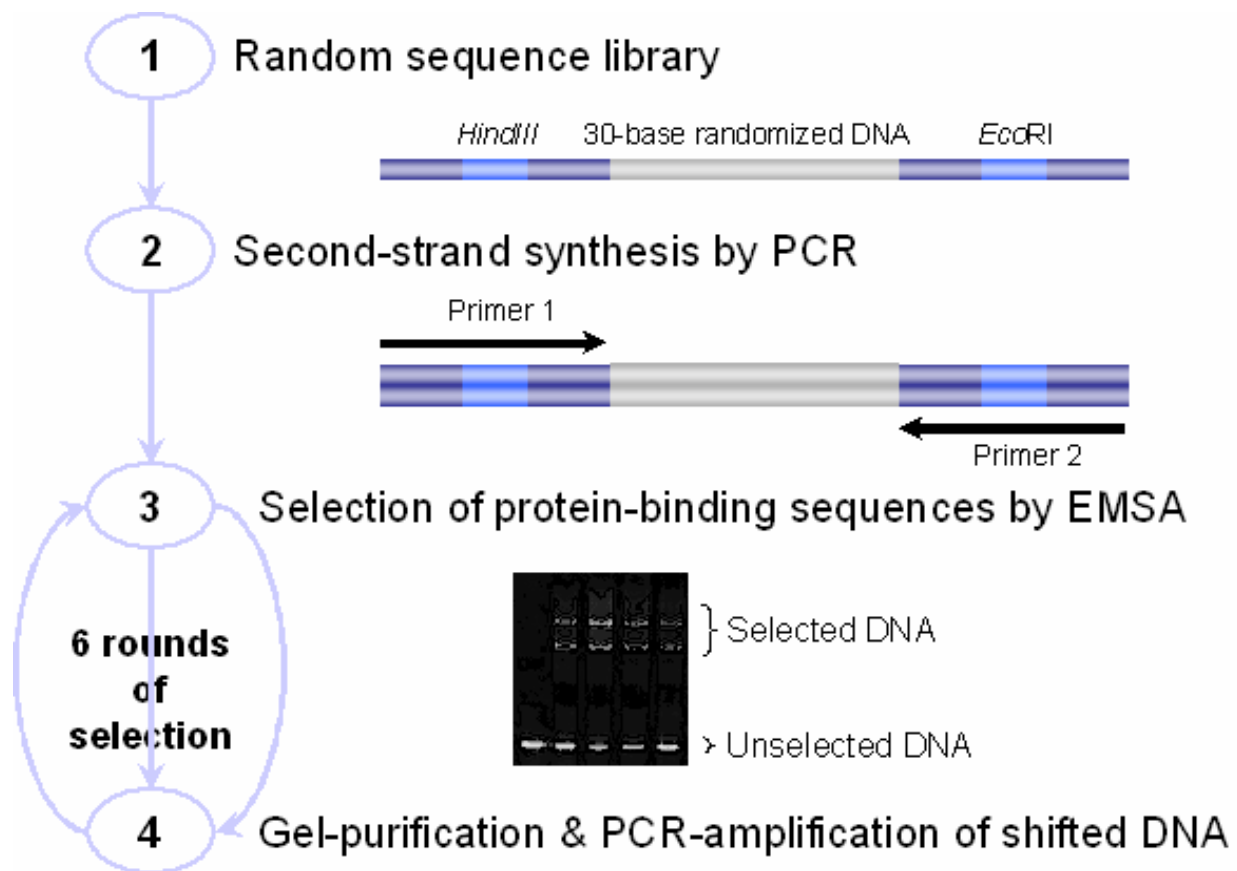 1 Random sequence library
HindIII 30-base randomized DNA EcoRI
2 Second-strand synthesis by PCR
Primer 1
Primer 2
3 Selection of protein-binding sequences by EMSA
6 rounds
of
selection
Selected DNA
Unselected DNA
4 Gel-purification & PCR-amplification of shifted DNA